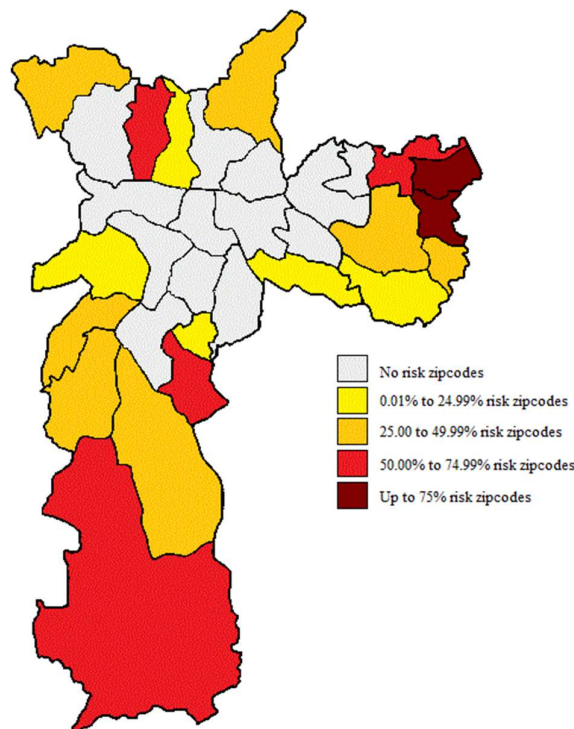 No risk zipcodes
0.01% to 24.99% risk zipcodes
25.00 to 49.99% risk zipcodes
50.00% to 74.99% risk zipcodes
Up to 75% risk zipcodes